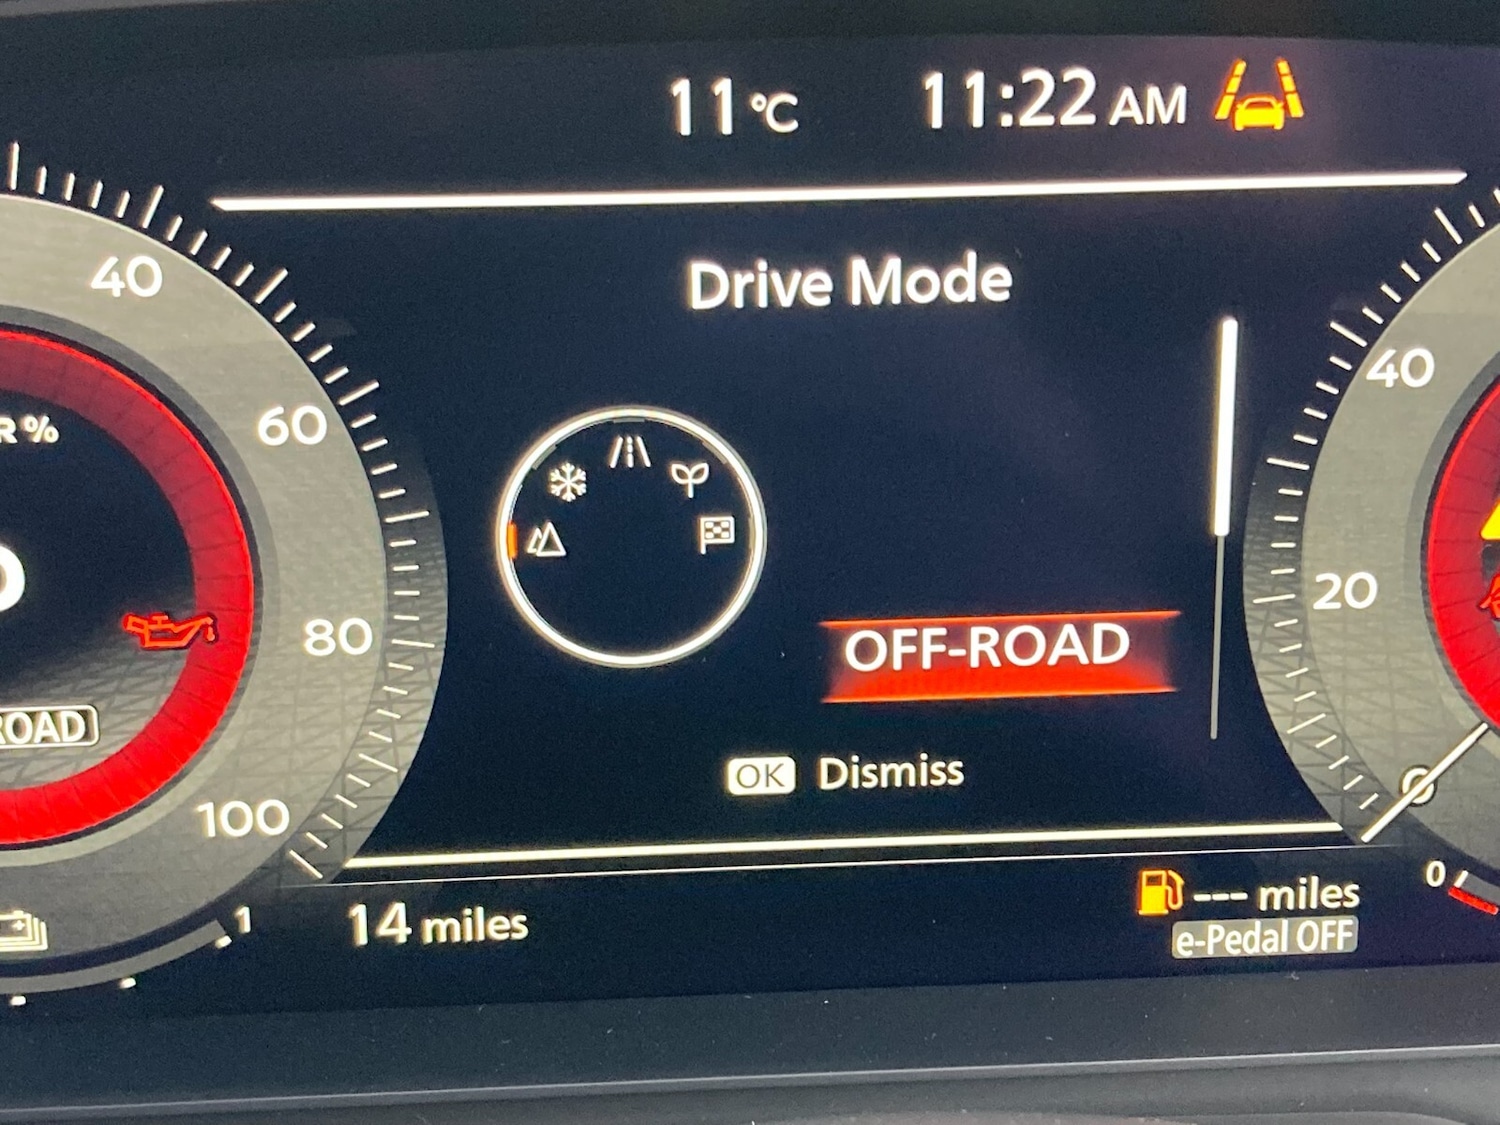 11 °C 11:22 AM
Drive Mode
40
60
80
100
R %
ROAD
OFF-ROAD
OK Dismiss
40
20
0
1
14 miles
--- miles
e-Pedal OFF
0